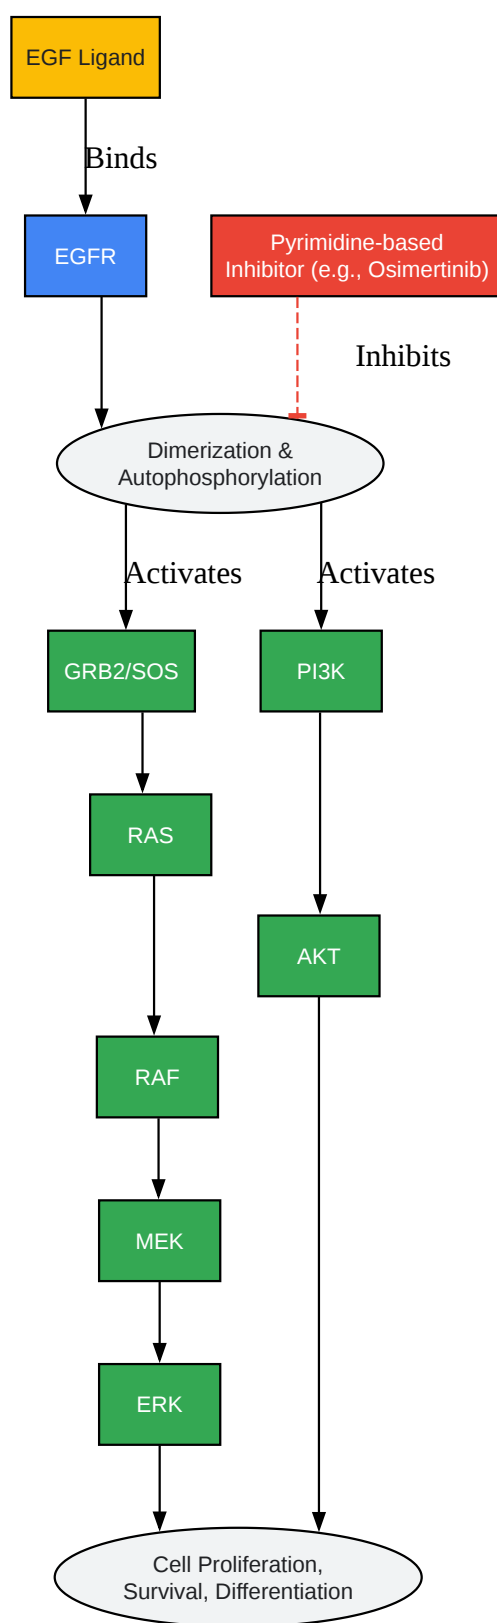 EGF Ligand
Binds
EGFR
Pyrimidine-based
Inhibitor (e.g., Osimertinib)
Inhibits
Dimerization &
Autophosphorylation
Activates
Activates
GRB2/SOS
PI3K
RAS
AKT
RAF
MEK
ERK
Cell Proliferation,
Survival, Differentiation